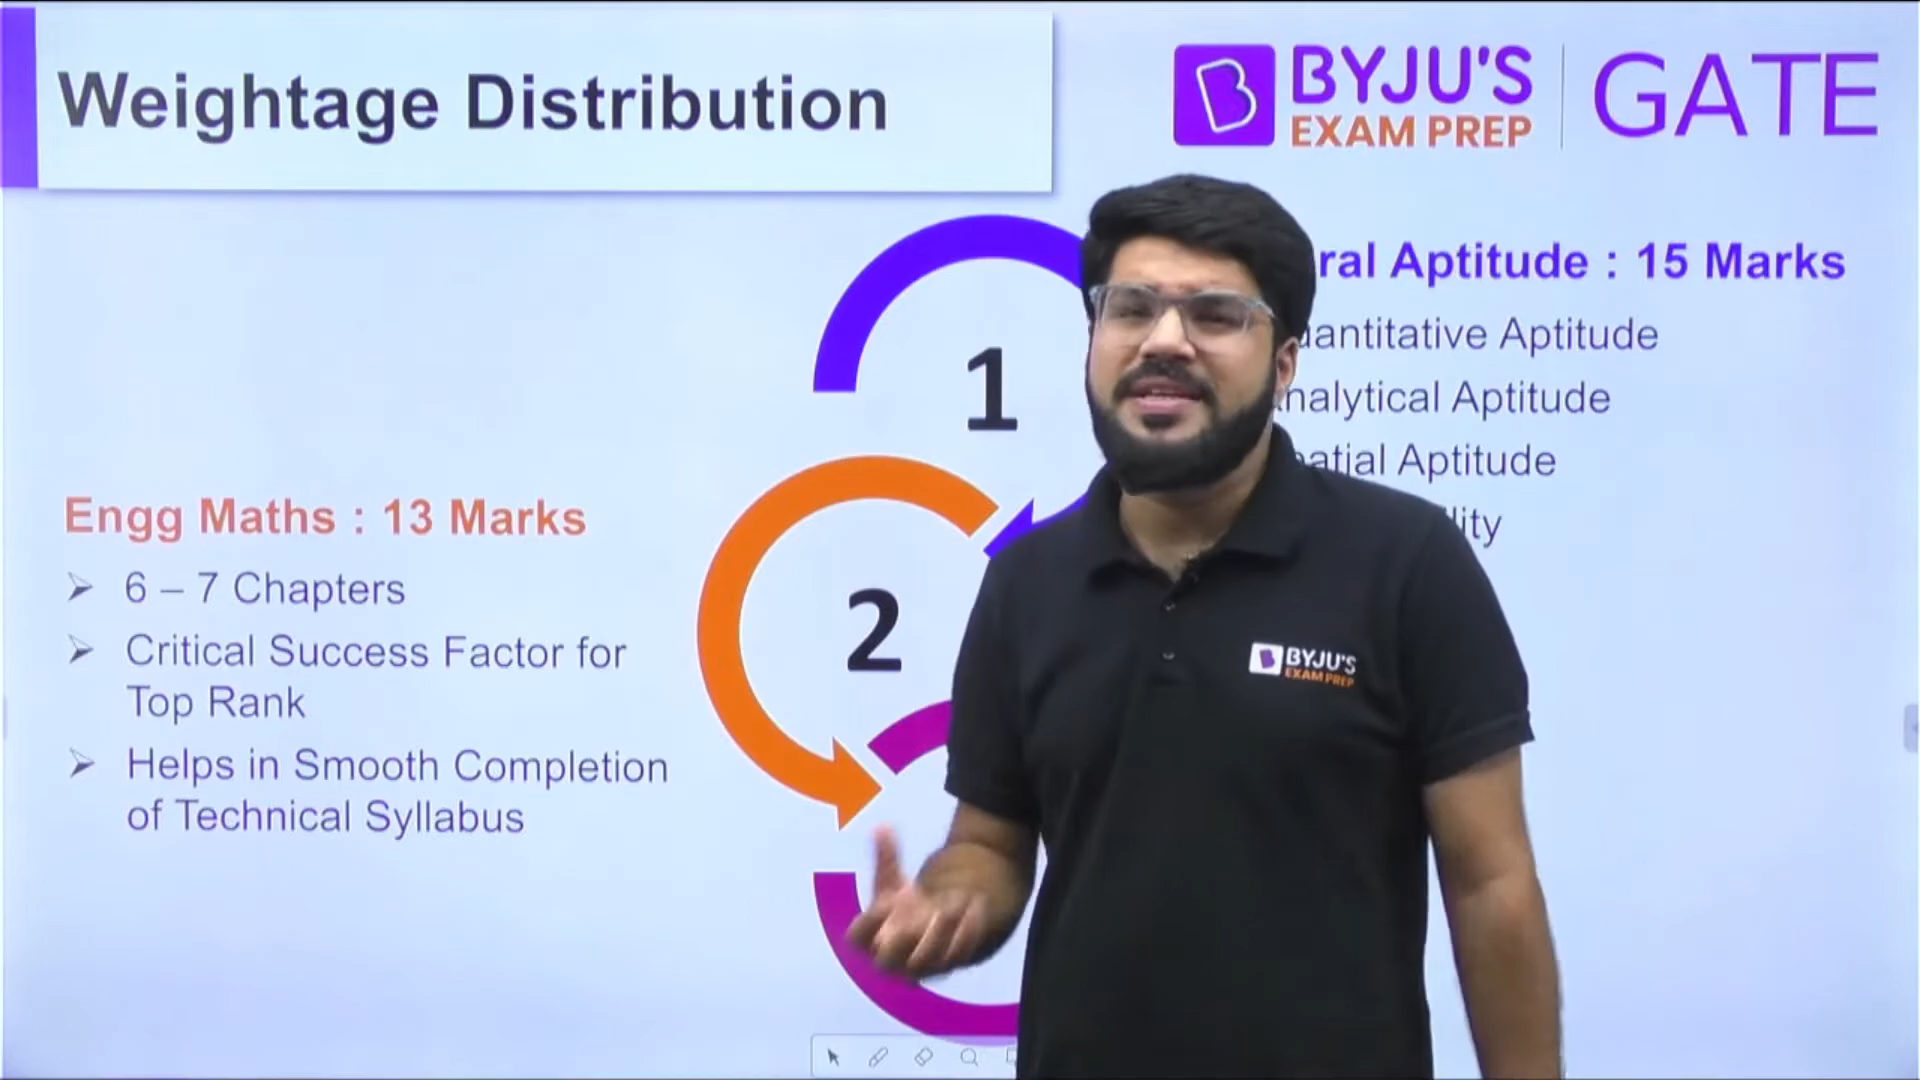 Weightage Distribution
BYJU'S
EXAM PREP
GATE
ral Aptitude : 15 Marks
uantitative Aptitude
nalytical Aptitude
atial Aptitude
lity
1
2
Engg Maths : 13 Marks
6 – 7 Chapters
Critical Success Factor for
Top Rank
Helps in Smooth Completion
of Technical Syllabus
BYJU'S
EXAM PREP